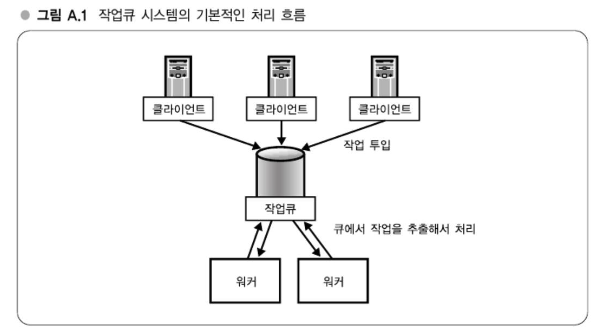 ● 그림 A.1 작업큐 시스템의 기본적인 처리 흐름
클라이언트 클라이언트 클라이언트
작업 투입
작업큐
큐에서 작업을 추출해서 처리
워커 워커